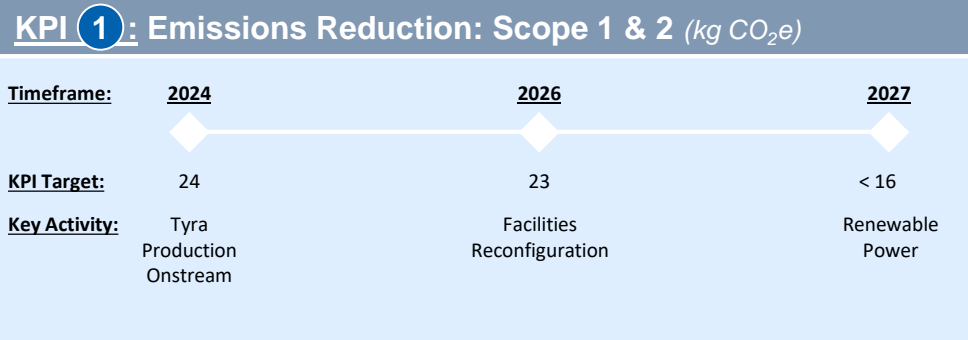 KPI 1: Emissions Reduction: Scope 1 & 2 (kg CO₂e)
Timeframe: 2024 2026 2027
KPI Target: 24 23 < 16
Key Activity: Tyra Facilities Renewable
Production Reconfiguration Power
Onstream